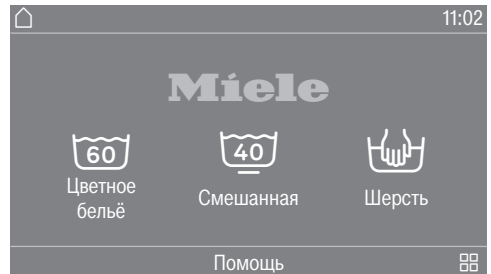 11:02
Miele
60
40
Цветное
бельё
Смешанная
Шерсть
Помощь